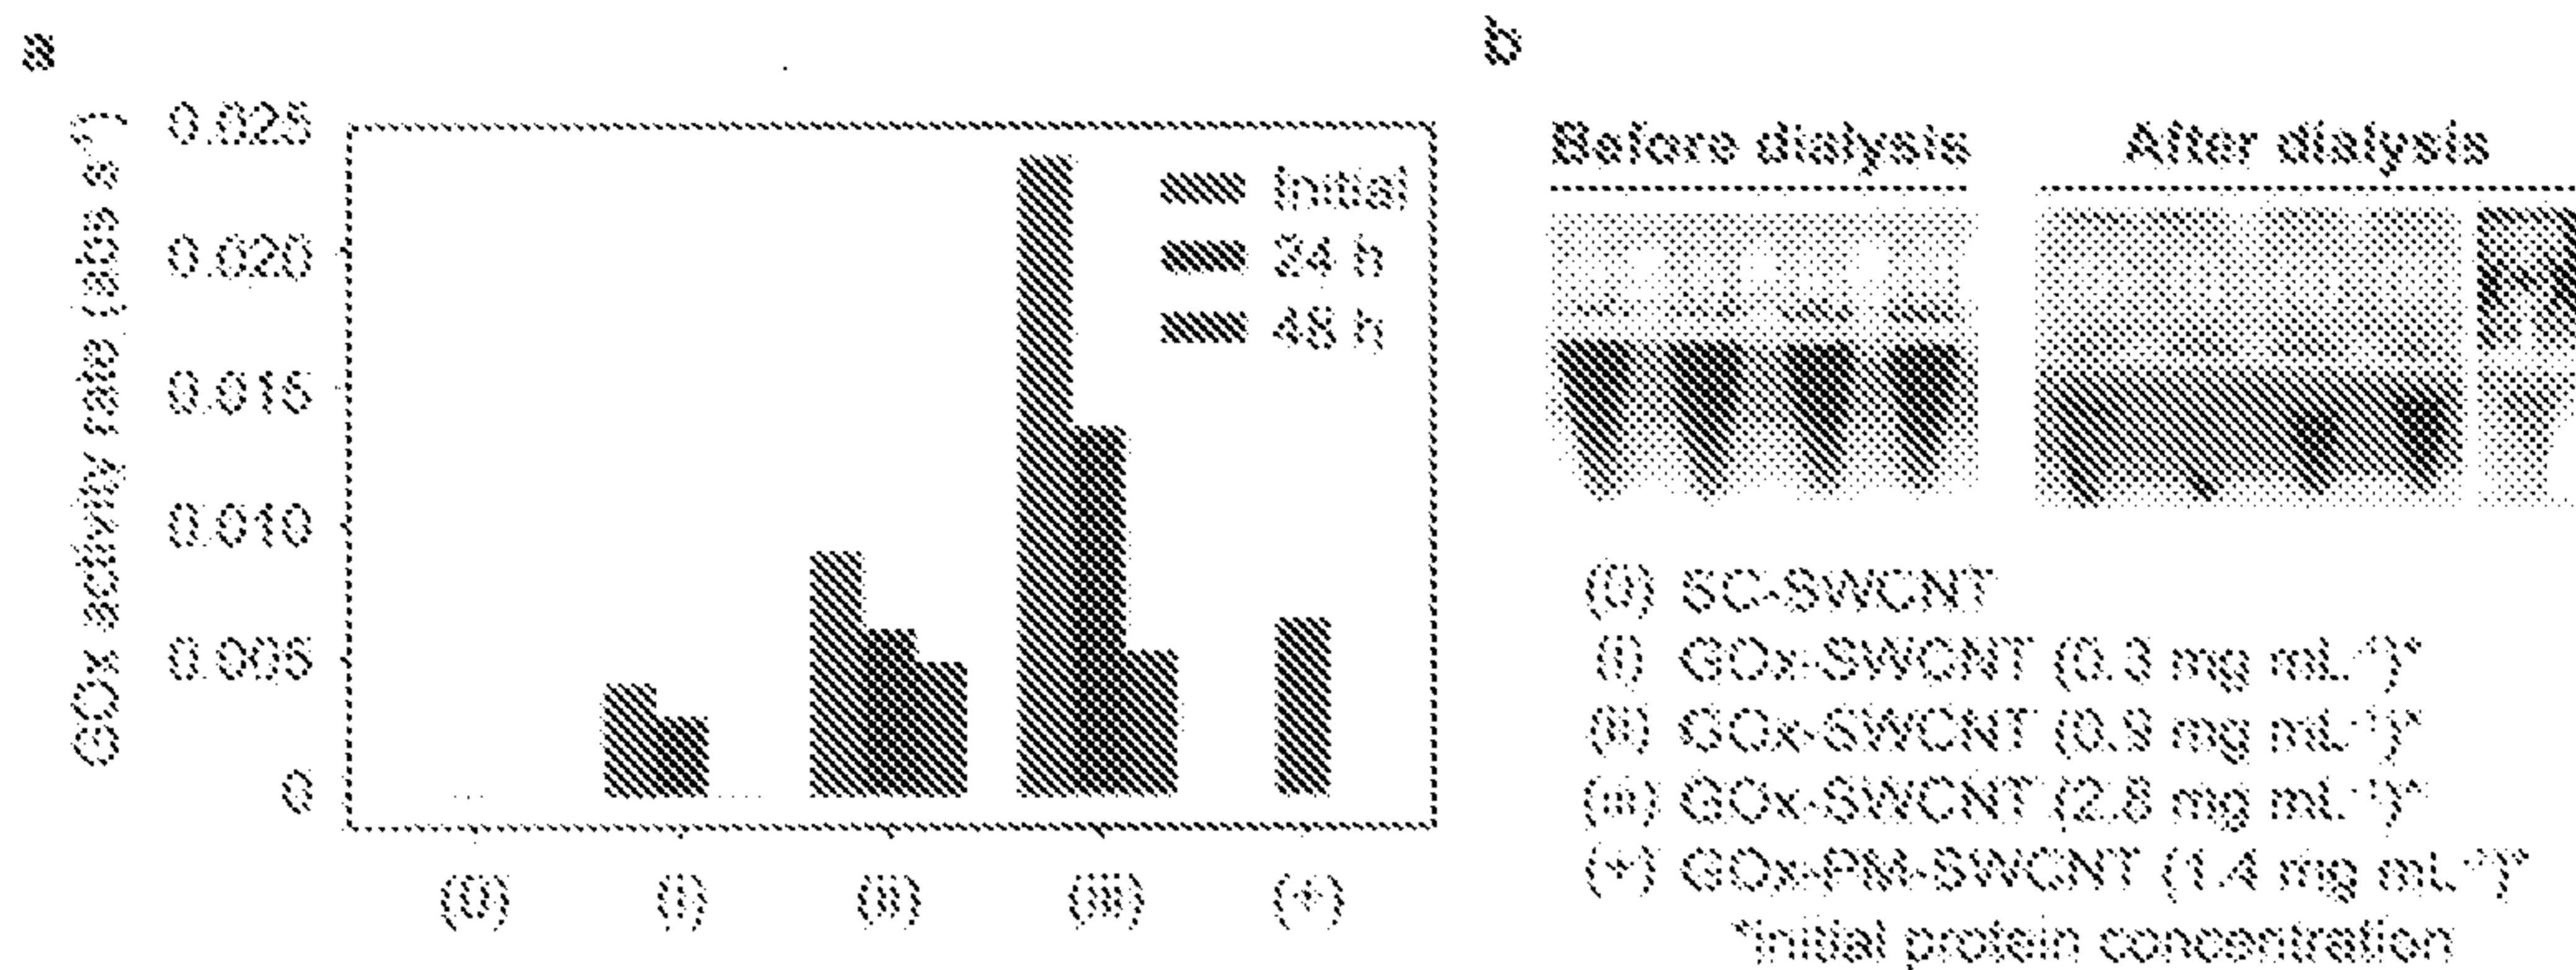 a
GOx activity rate (abs s⁻¹)
0.025
0.020
0.015
0.010
0.005
0
Initial
24 h
48 h
(0) (i) (ii) (iii) (+)
b
Before dialysis After dialysis
(0) SC-SWCNT
(i) GOx-SWCNT (0.3 mg mL⁻¹)*
(ii) GOx-SWCNT (0.9 mg mL⁻¹)*
(iii) GOx-SWCNT (2.8 mg mL⁻¹)*
(+) GOx-PM-SWCNT (1.4 mg mL⁻¹)*
*Initial protein concentration